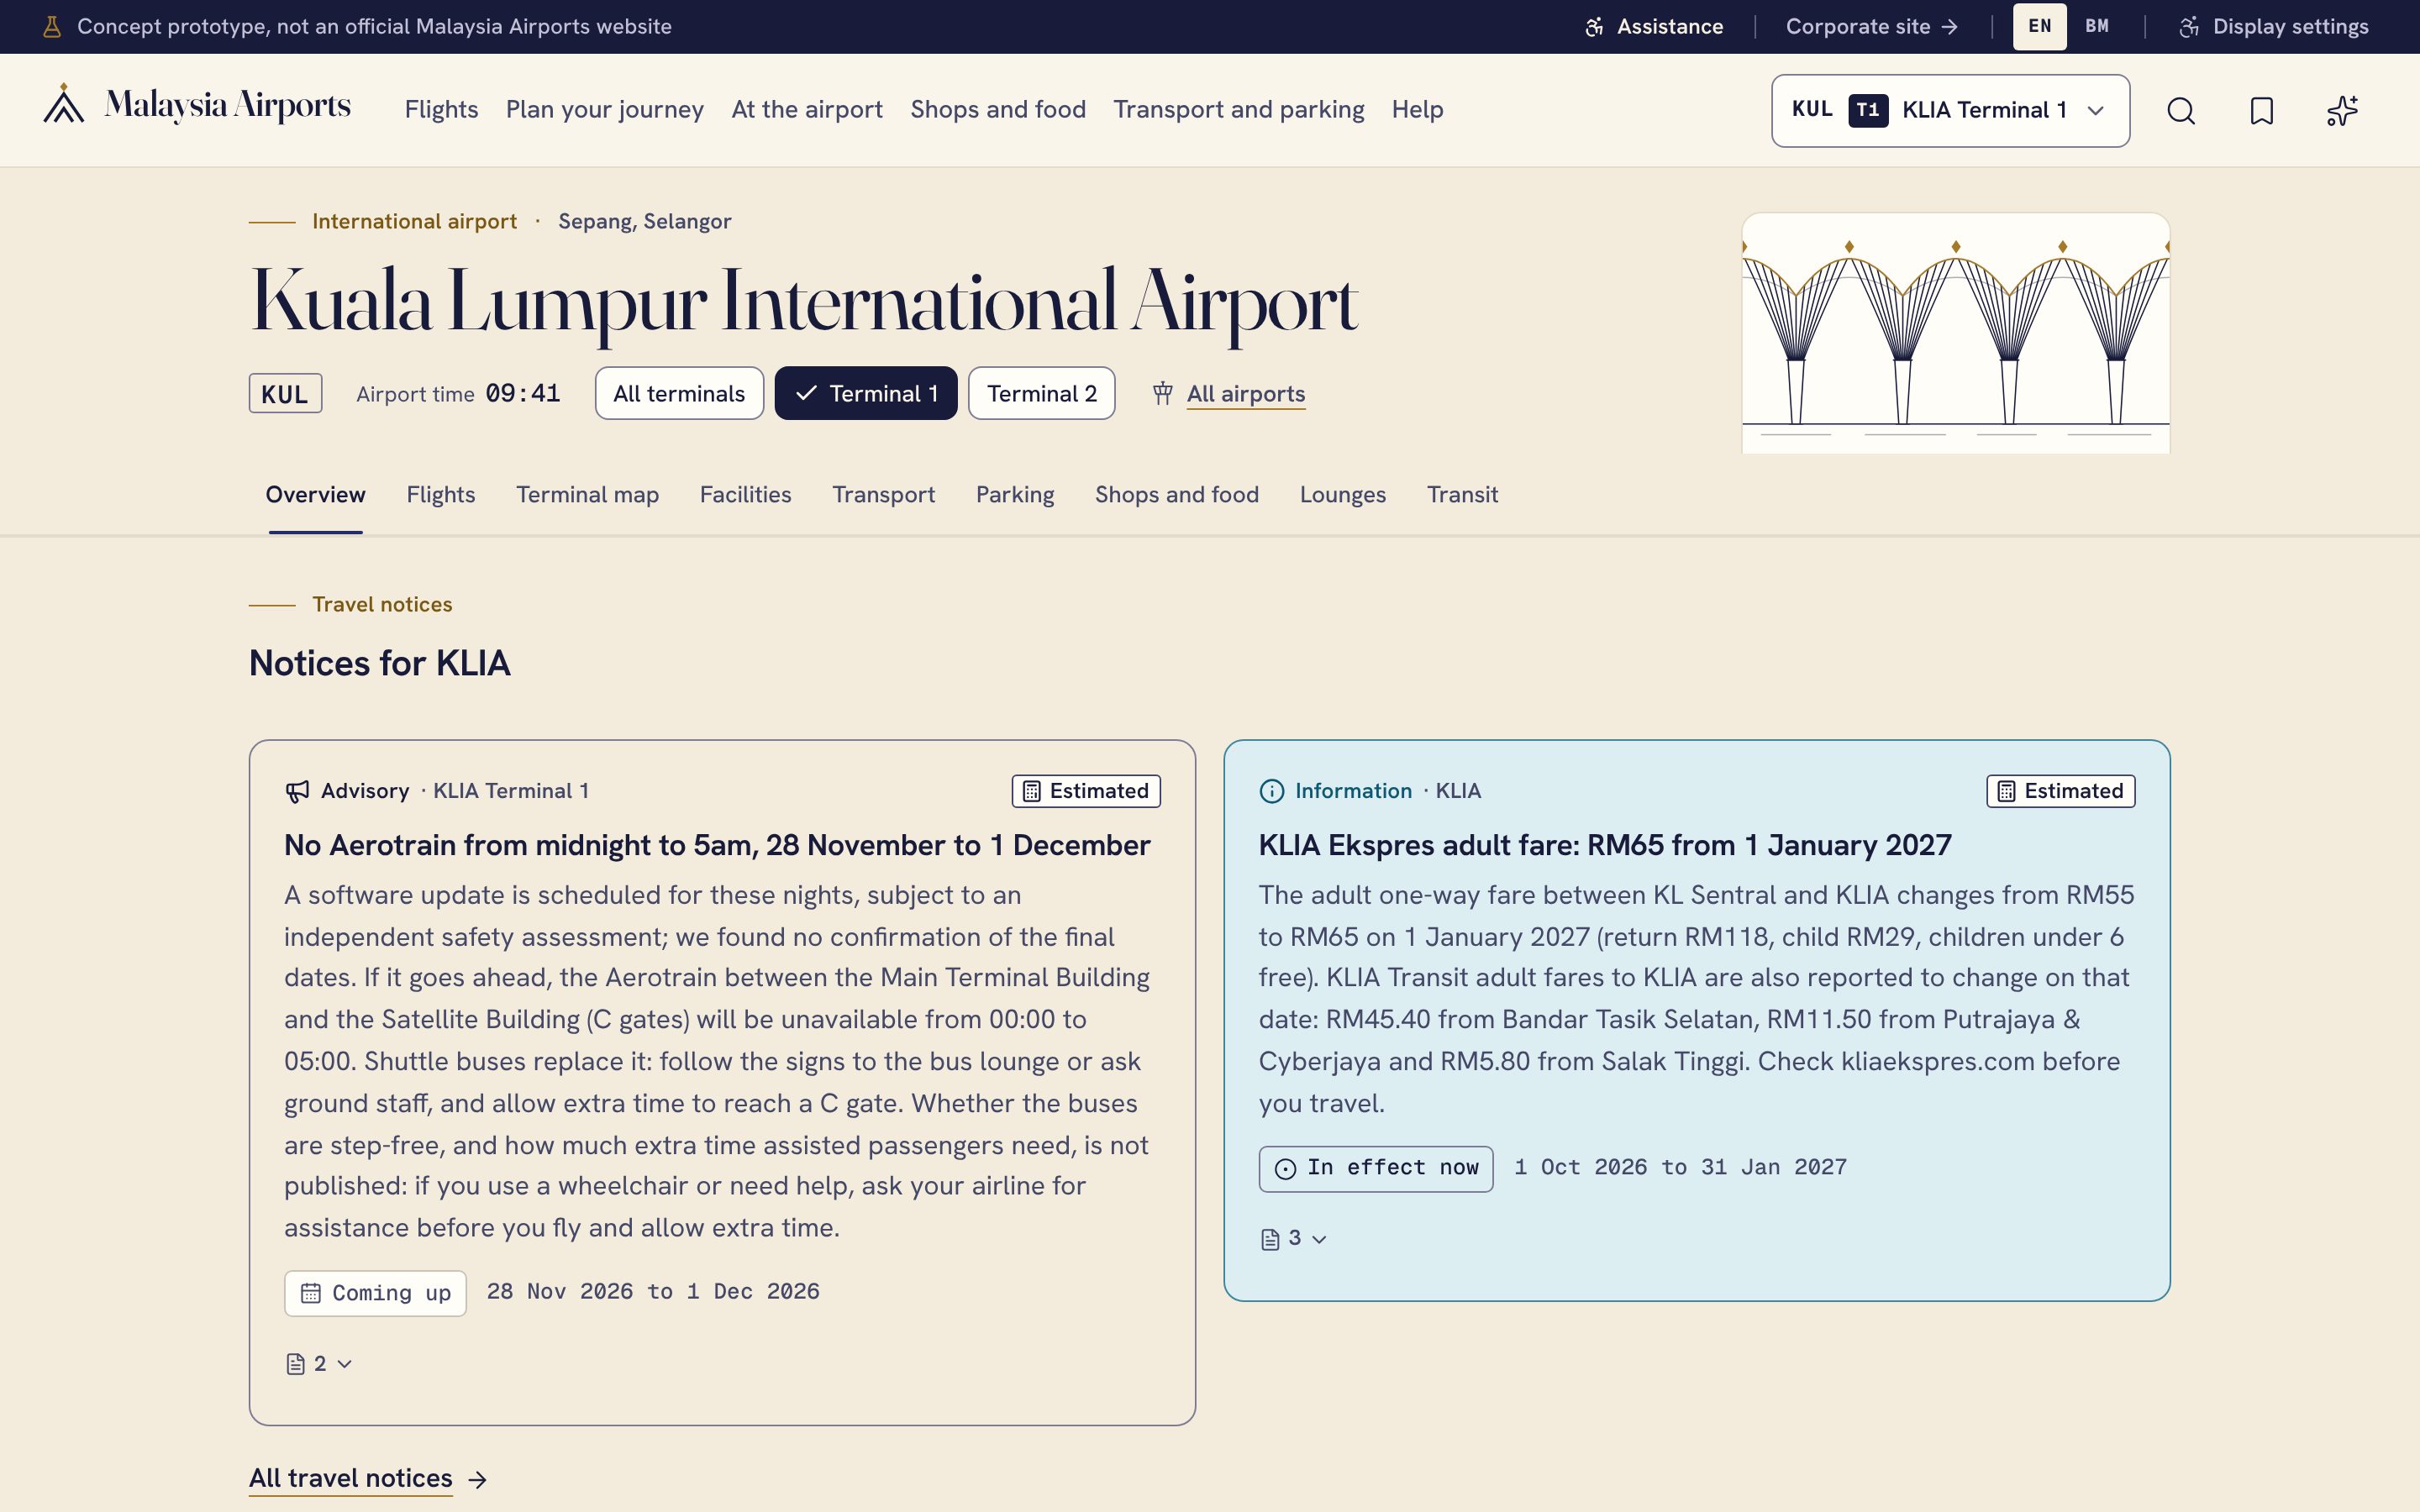 Concept prototype, not an official Malaysia Airports website
Assistance
Corporate site →
EN
BM
Display settings
Malaysia Airports
Flights
Plan your journey
At the airport
Shops and food
Transport and parking
Help
KUL T1 KLIA Terminal 1
International airport · Sepang, Selangor
Kuala Lumpur International Airport
KUL
Airport time 09:41
All terminals
Terminal 1
Terminal 2
All airports
Overview
Flights
Terminal map
Facilities
Transport
Parking
Shops and food
Lounges
Transit
Travel notices
Notices for KLIA
Advisory · KLIA Terminal 1
Estimated
No Aerotrain from midnight to 5am, 28 November to 1 December
A software update is scheduled for these nights, subject to an
independent safety assessment; we found no confirmation of the final
dates. If it goes ahead, the Aerotrain between the Main Terminal Building
and the Satellite Building (C gates) will be unavailable from 00:00 to
05:00. Shuttle buses replace it: follow the signs to the bus lounge or ask
ground staff, and allow extra time to reach a C gate. Whether the buses
are step-free, and how much extra time assisted passengers need, is not
published: if you use a wheelchair or need help, ask your airline for
assistance before you fly and allow extra time.
Coming up
28 Nov 2026 to 1 Dec 2026
2
Information · KLIA
Estimated
KLIA Ekspres adult fare: RM65 from 1 January 2027
The adult one-way fare between KL Sentral and KLIA changes from RM55
to RM65 on 1 January 2027 (return RM118, child RM29, children under 6
free). KLIA Transit adult fares to KLIA are also reported to change on that
date: RM45.40 from Bandar Tasik Selatan, RM11.50 from Putrajaya &
Cyberjaya and RM5.80 from Salak Tinggi. Check kliaekspres.com before
you travel.
In effect now
1 Oct 2026 to 31 Jan 2027
3
All travel notices →